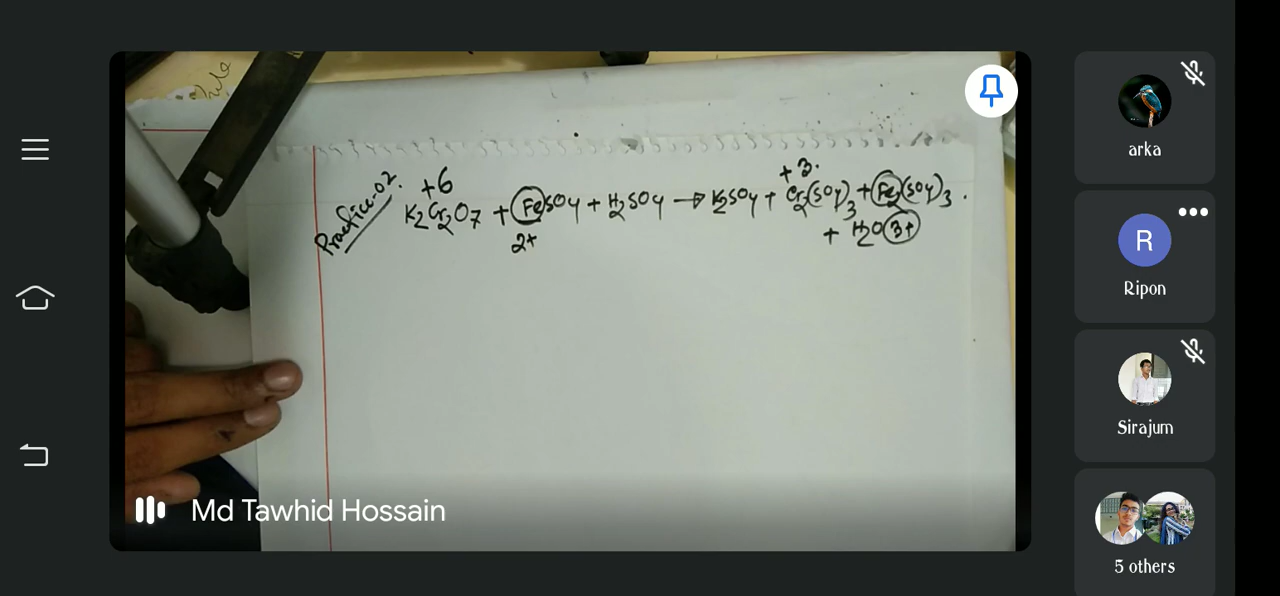 Practice-02.
+6
+3.
K2Cr2O7 + FeSO4 + H2SO4 → K2SO4 + Cr2(SO4)3 + Fe2(SO4)3.
2+
+ H2O 3+
Md Tawhid Hossain
arka
R
Ripon
Sirajum
5 others